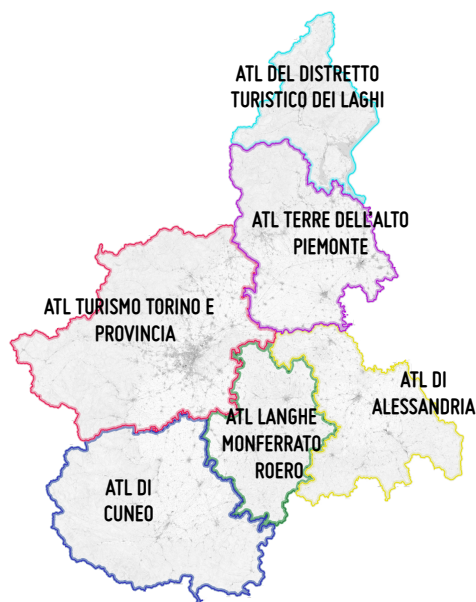 ATL DEL DISTRETTO
TURISTICO DEI LAGHI
ATL TERRE DELL'ALTO
PIEMONTE
ATL TURISMO TORINO E
PROVINCIA
ATL DI
ALESSANDRIA
ATL LANGHE
MONFERRATO
ROERO
ATL DI
CUNEO